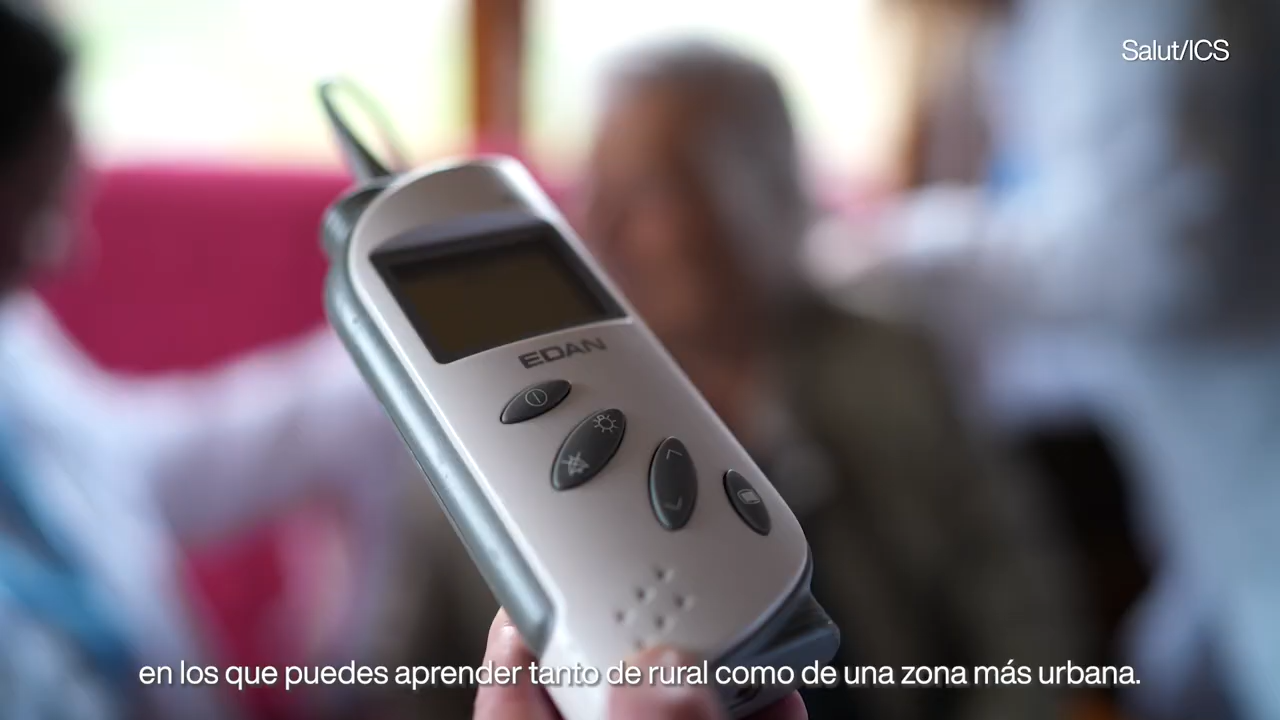 Salut/ICS
EDAN
en los que puedes aprender tanto de rural como de una zona más urbana.